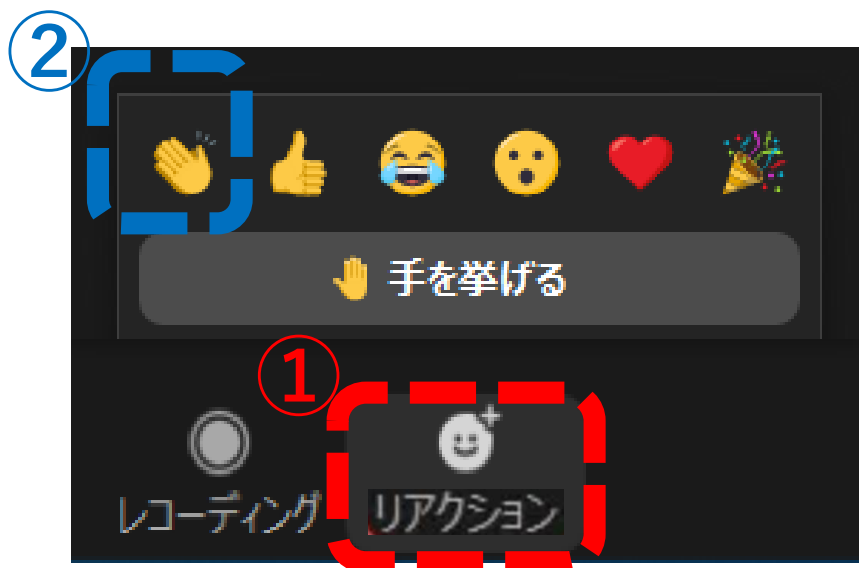 ②
手を挙げる
①
レコーディング
リアクション